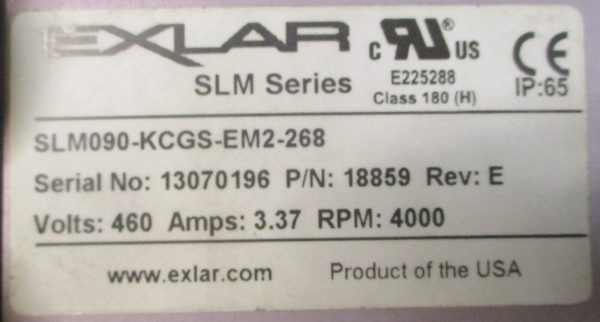 EXLAR
SLM Series
C RU US
E225288
Class 180 (H)
CE
IP:65
SLM090-KCGS-EM2-268
Serial No: 13070196 P/N: 18859 Rev: E
Volts: 460 Amps: 3.37 RPM: 4000
www.exlar.com Product of the USA